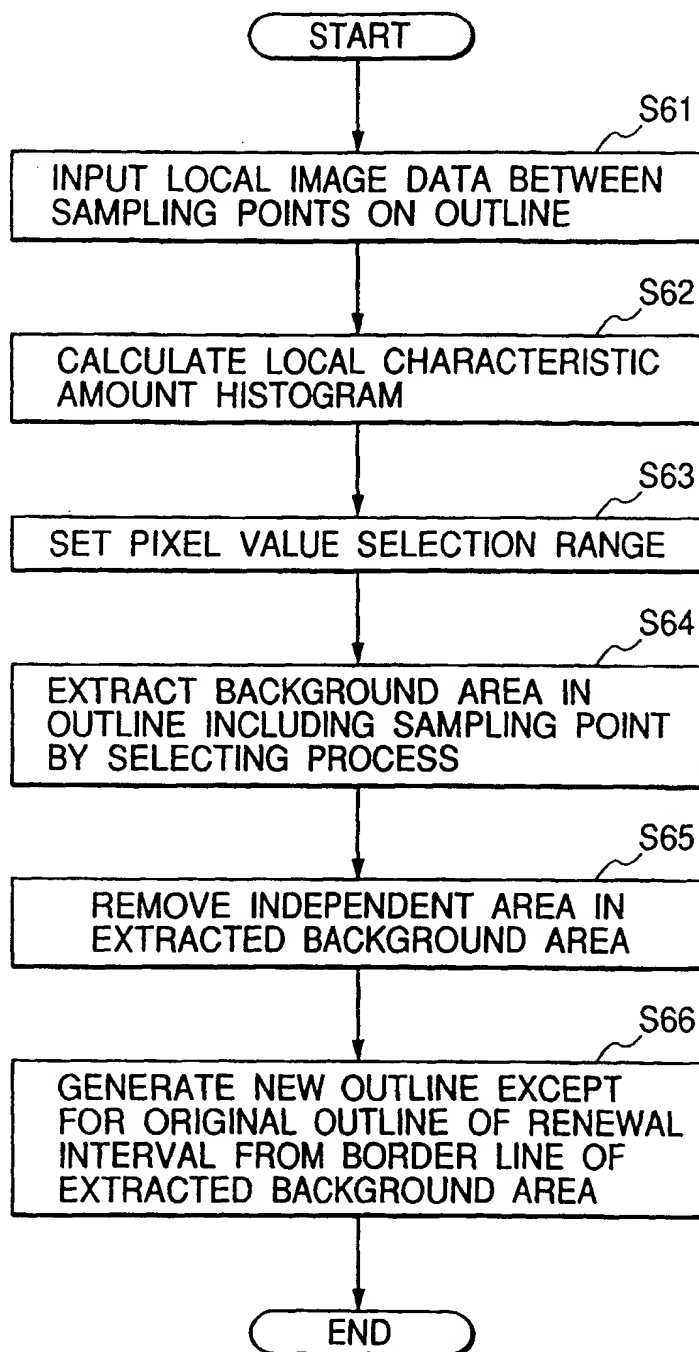 START
S61
INPUT LOCAL IMAGE DATA BETWEEN
SAMPLING POINTS ON OUTLINE
S62
CALCULATE LOCAL CHARACTERISTIC
AMOUNT HISTOGRAM
S63
SET PIXEL VALUE SELECTION RANGE
S64
EXTRACT BACKGROUND AREA IN
OUTLINE INCLUDING SAMPLING POINT
BY SELECTING PROCESS
S65
REMOVE INDEPENDENT AREA IN
EXTRACTED BACKGROUND AREA
S66
GENERATE NEW OUTLINE EXCEPT
FOR ORIGINAL OUTLINE OF RENEWAL
INTERVAL FROM BORDER LINE OF
EXTRACTED BACKGROUND AREA
END